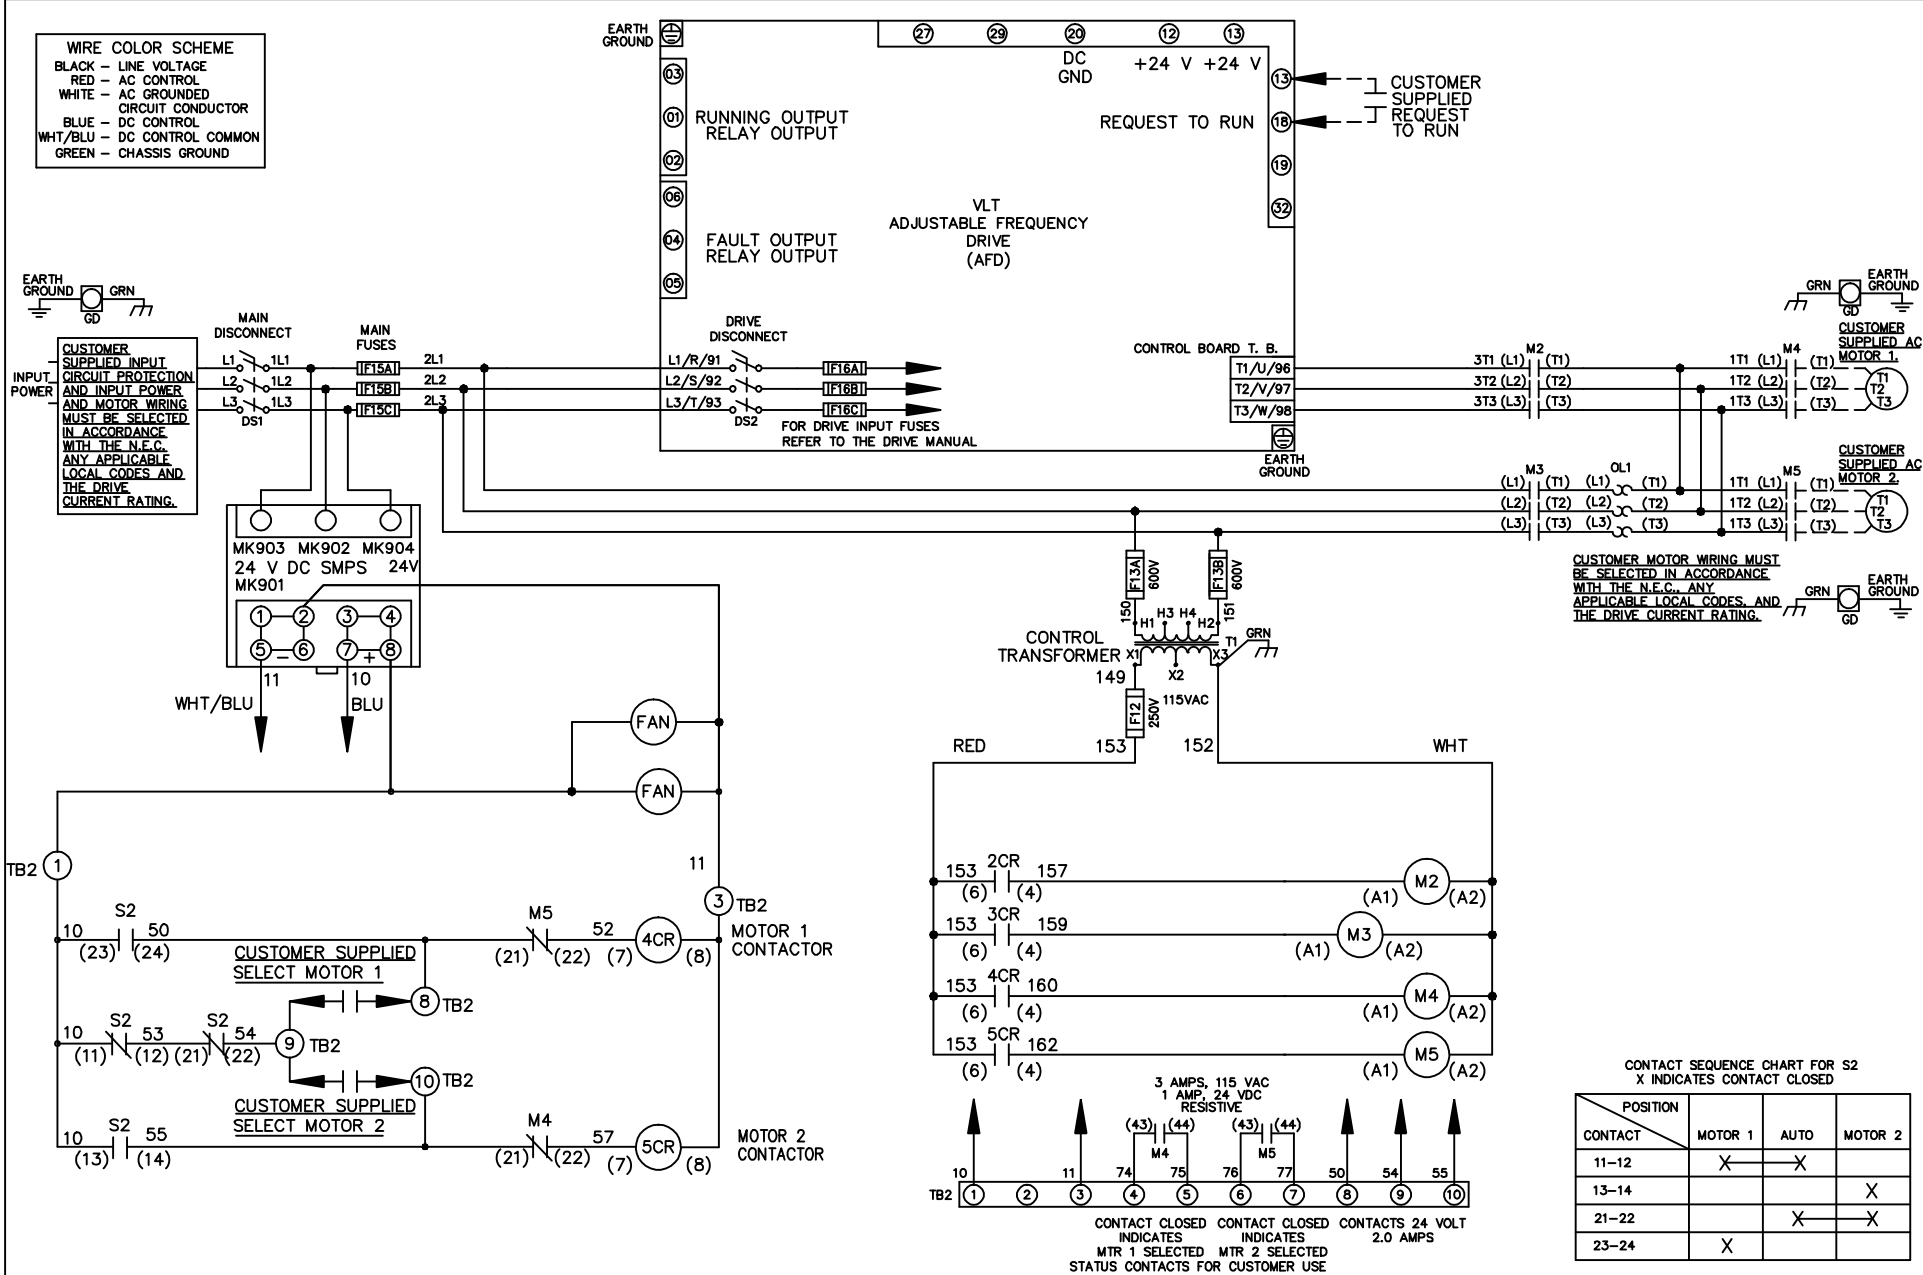 WIRE COLOR SCHEME
BLACK – LINE VOLTAGE
RED – AC CONTROL
WHITE – AC GROUNDED
CIRCUIT CONDUCTOR
BLUE – DC CONTROL
WHT/BLU – DC CONTROL COMMON
GREEN – CHASSIS GROUND
EARTH
GROUND
27 29 20 12 13
DC
GND
+24 V +24 V
03
01
02
RUNNING OUTPUT
RELAY OUTPUT
06
04
05
FAULT OUTPUT
RELAY OUTPUT
13
18
19
32
REQUEST TO RUN
CUSTOMER
SUPPLIED
REQUEST
TO RUN
VLT
ADJUSTABLE FREQUENCY
DRIVE
(AFD)
EARTH
GROUND
GRN
GD
INPUT
POWER
CUSTOMER
SUPPLIED INPUT
CIRCUIT PROTECTION
AND INPUT POWER
AND MOTOR WIRING
MUST BE SELECTED
IN ACCORDANCE
WITH THE N.E.C.
ANY APPLICABLE
LOCAL CODES AND
THE DRIVE
CURRENT RATING.
MAIN
DISCONNECT
MAIN
FUSES
L1 1L1 F15A 2L1
L2 1L2 F15B 2L2
L3 1L3 F15C 2L3
DS1
DRIVE
DISCONNECT
L1/R/91 F16A
L2/S/92 F16B
L3/T/93 F16C
DS2
FOR DRIVE INPUT FUSES
REFER TO THE DRIVE MANUAL
CONTROL BOARD T. B.
T1/U/96
T2/V/97
T3/W/98
EARTH
GROUND
M2
3T1 (L1) (T1)
3T2 (L2) (T2)
3T3 (L3) (T3)
M4
1T1 (L1) (T1)
1T2 (L2) (T2)
1T3 (L3) (T3)
GRN
EARTH
GROUND
GD
CUSTOMER
SUPPLIED AC
MOTOR 1.
T1
T2
T3
M3 OL1 M5
(L1) (T1) (L1) (T1) 1T1 (L1) (T1)
(L2) (T2) (L2) (T2) 1T2 (L2) (T2)
(L3) (T3) (L3) (T3) 1T3 (L3) (T3)
CUSTOMER
SUPPLIED AC
MOTOR 2.
T1
T2
T3
CUSTOMER MOTOR WIRING MUST
BE SELECTED IN ACCORDANCE
WITH THE N.E.C., ANY
APPLICABLE LOCAL CODES, AND
THE DRIVE CURRENT RATING.
GRN
EARTH
GROUND
GD
MK903 MK902 MK904
24 V DC SMPS 24V
MK901
1 2 3 4
5 – 6 7 + 8
11 10
WHT/BLU BLU
FAN
FAN
F13A 600V
F13B 600V
150 151
H1 H3 H4 H2
CONTROL
TRANSFORMER
X1 X2 X3
T1
GRN
149
F12 250V
115VAC
RED 153 152 WHT
TB2 1
11
3 TB2
S2
10 50
(23) (24)
M5
(21) (22)
52
(7) 4CR (8)
MOTOR 1
CONTACTOR
CUSTOMER SUPPLIED
SELECT MOTOR 1
8 TB2
S2 S2
10 53 54
(11) (12) (21) (22)
9 TB2
10 TB2
CUSTOMER SUPPLIED
SELECT MOTOR 2
S2
10 55
(13) (14)
M4
(21) (22)
57
(7) 5CR (8)
MOTOR 2
CONTACTOR
2CR
153 157
(6) (4)
(A1) M2 (A2)
3CR
153 159
(6) (4)
(A1) M3 (A2)
4CR
153 160
(6) (4)
(A1) M4 (A2)
5CR
153 162
(6) (4)
(A1) M5 (A2)
3 AMPS, 115 VAC
1 AMP, 24 VDC
RESISTIVE
(43) (44) (43) (44)
M4 M5
10 11 74 75 76 77 50 54 55
TB2 1 2 3 4 5 6 7 8 9 10
CONTACT CLOSED
INDICATES
MTR 1 SELECTED
CONTACT CLOSED
INDICATES
MTR 2 SELECTED
CONTACTS 24 VOLT
2.0 AMPS
STATUS CONTACTS FOR CUSTOMER USE
CONTACT SEQUENCE CHART FOR S2
X INDICATES CONTACT CLOSED
POSITION
CONTACT MOTOR 1 AUTO MOTOR 2
11–12 X X
13–14 X
21–22 X X
23–24 X